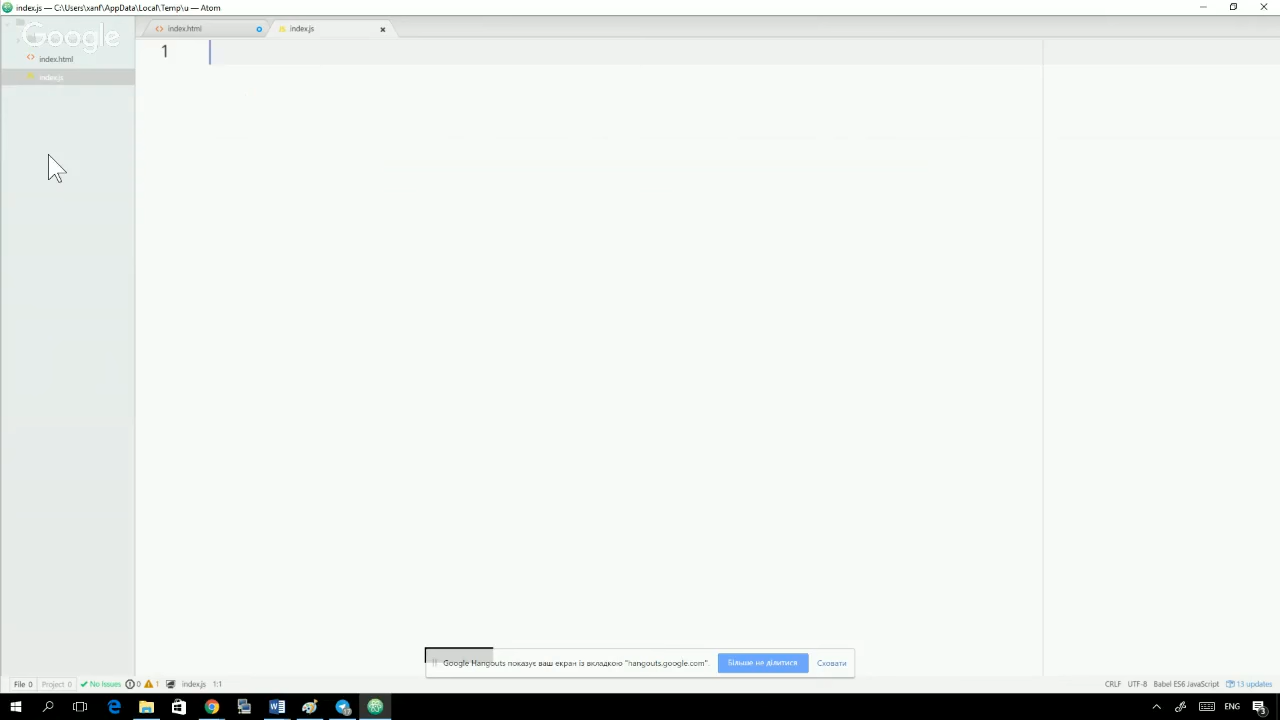 index.js — C:\Users\xanf\AppData\Local\Temp\u — Atom
Google
index.html
index.js
index.html
index.js
1
Google Hangouts показує ваш екран із вкладкою "hangouts.google.com".
Більше не ділитися
Сховати
File 0
Project 0
No Issues
0
1
index.js
1:1
CRLF
UTF-8
Babel ES6 JavaScript
13 updates
ENG